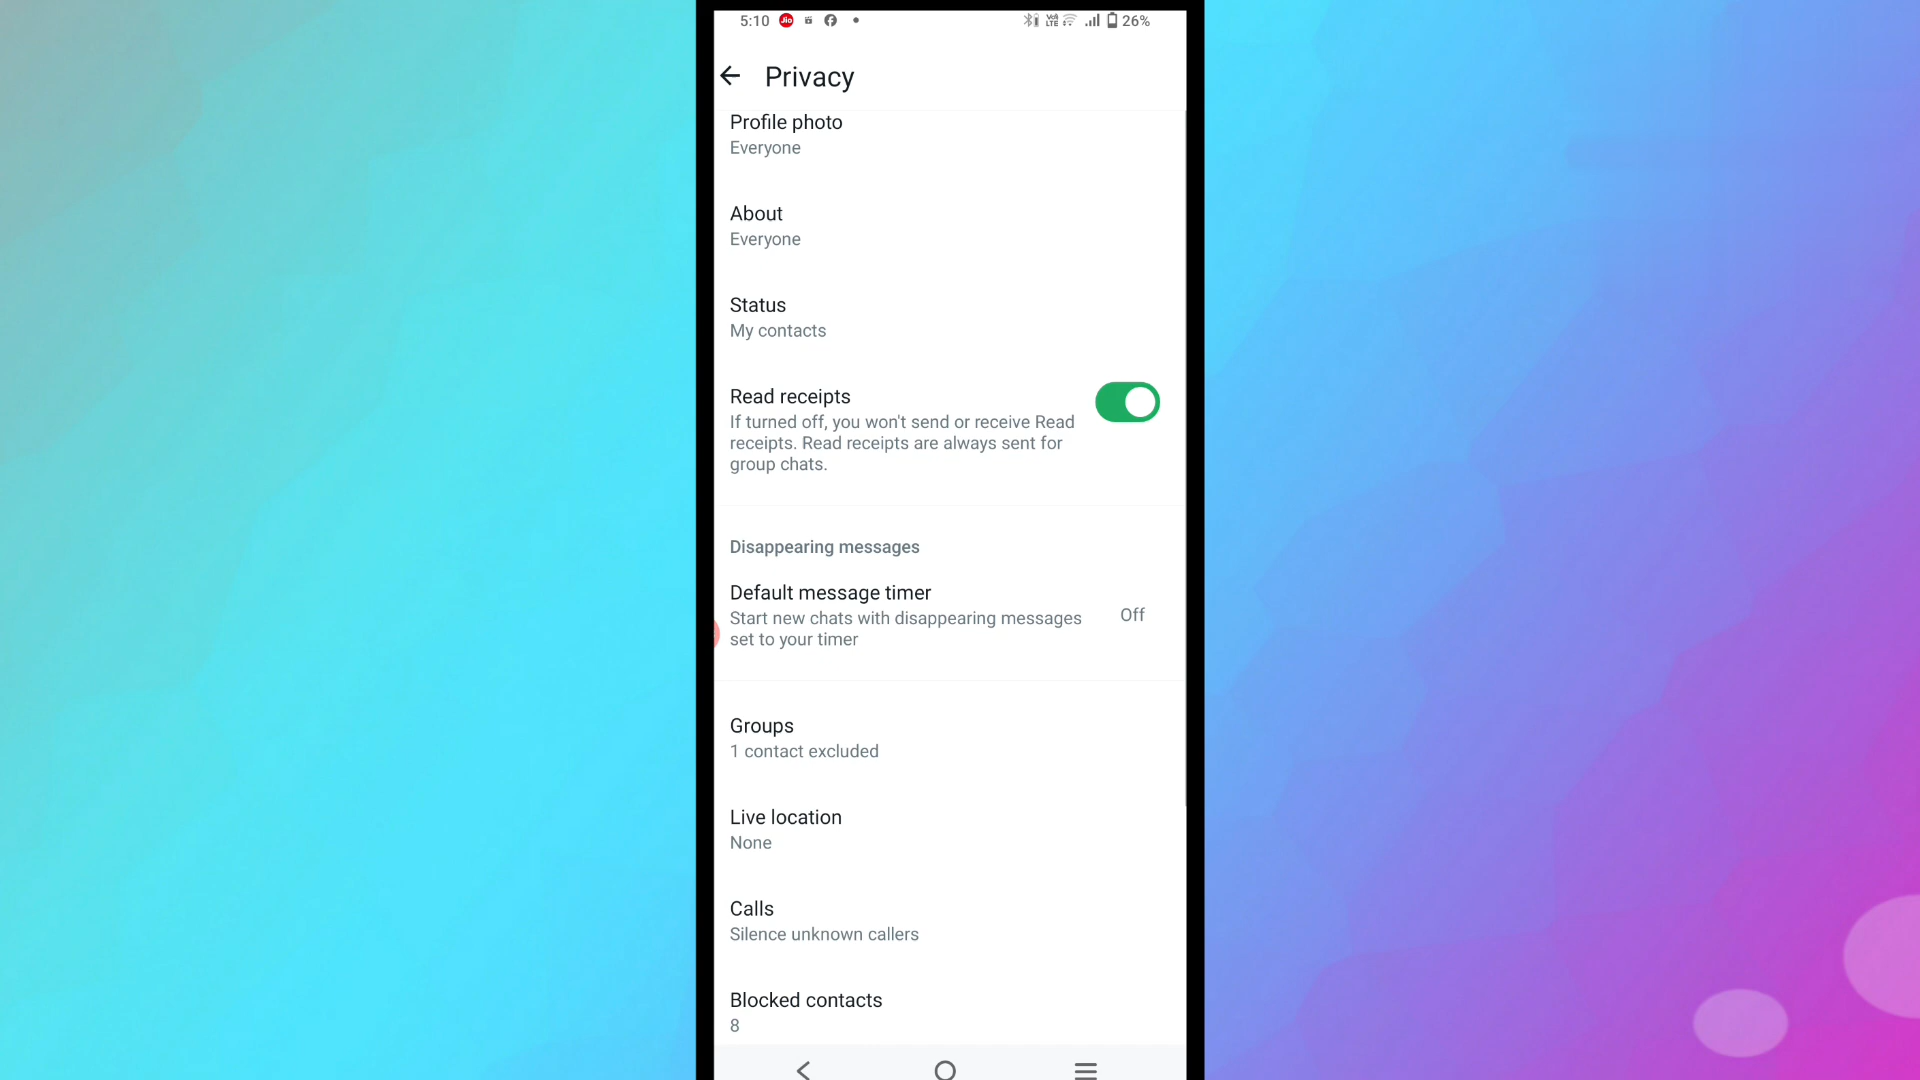 5:10 Jio VoI LTE 26%
Privacy
Profile photo
Everyone
About
Everyone
Status
My contacts
Read receipts
If turned off, you won't send or receive Read
receipts. Read receipts are always sent for
group chats.
Disappearing messages
Default message timer
Start new chats with disappearing messages
set to your timer
Off
Groups
1 contact excluded
Live location
None
Calls
Silence unknown callers
Blocked contacts
8